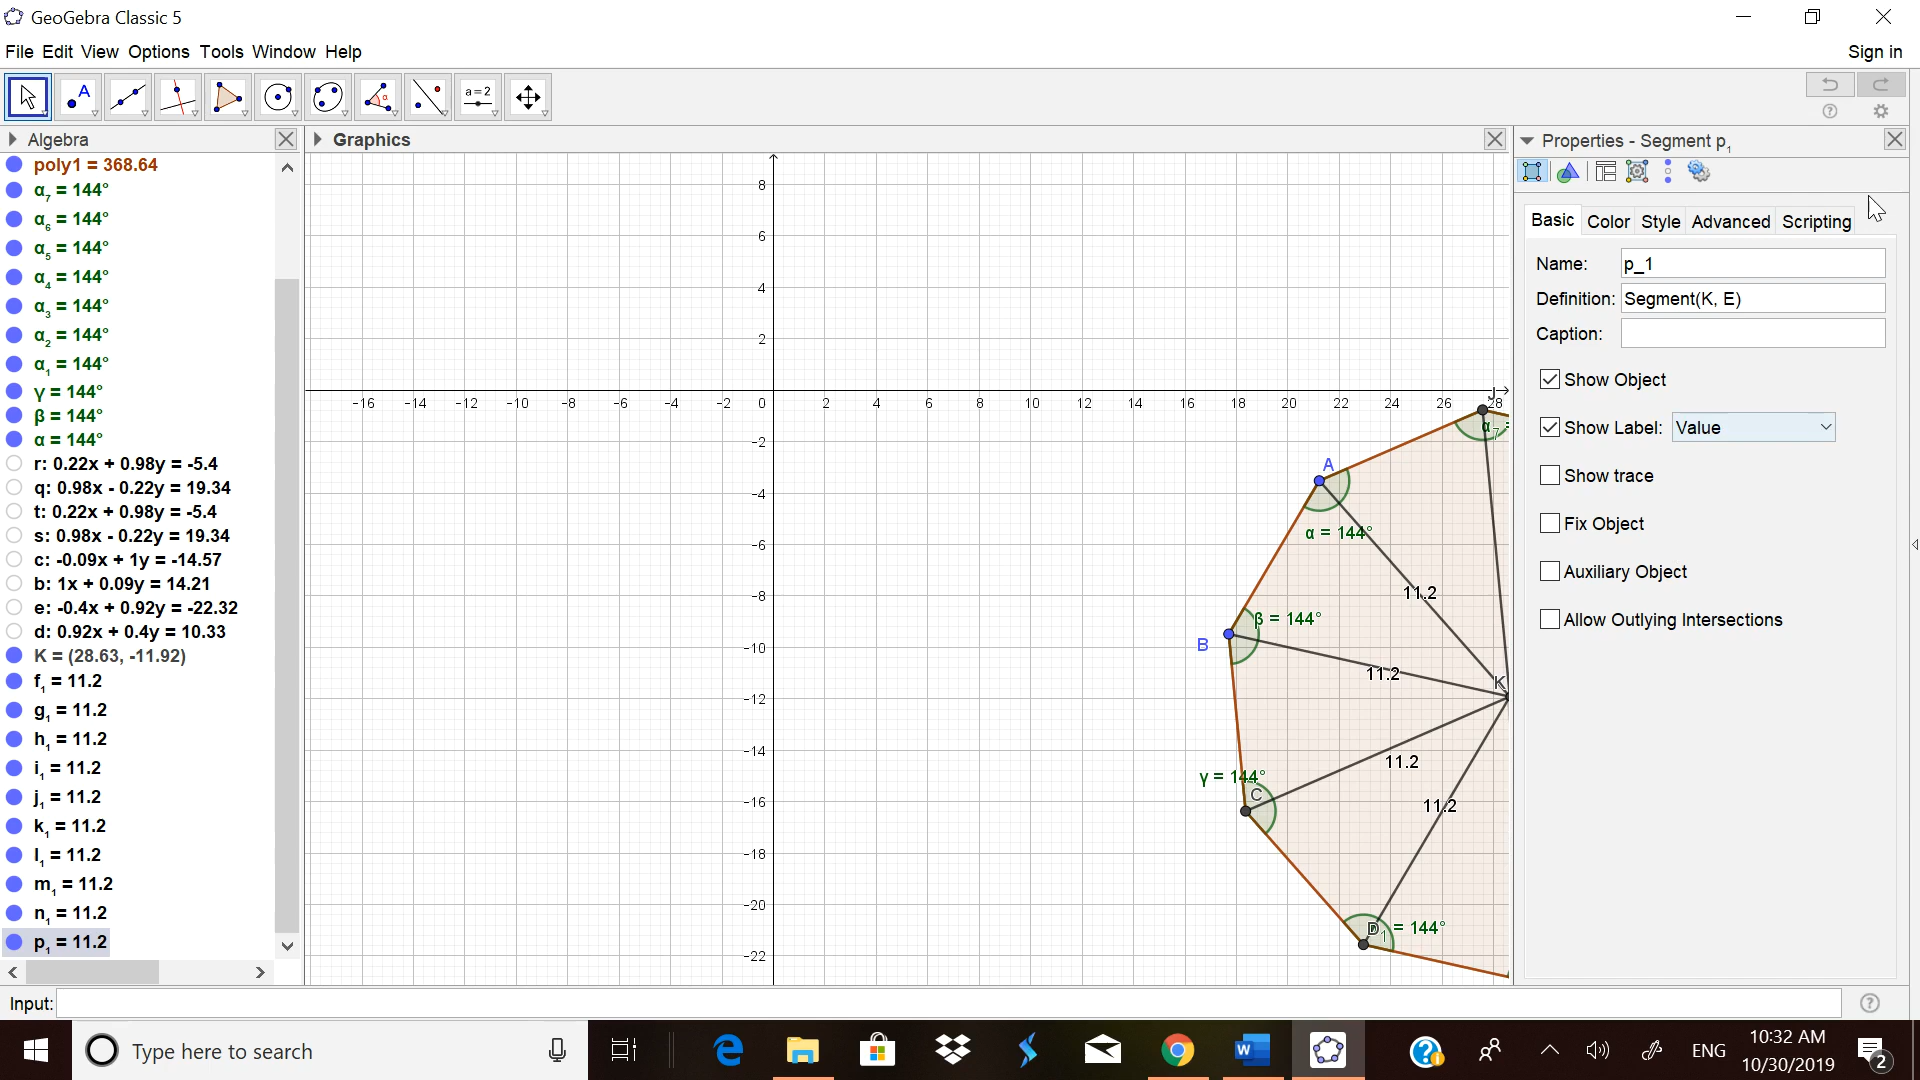 GeoGebra Classic 5
File Edit View Options Tools Window Help
Sign in
A
α
a=2
Algebra
poly1 = 368.64
α₇ = 144°
α₆ = 144°
α₅ = 144°
α₄ = 144°
α₃ = 144°
α₂ = 144°
α₁ = 144°
γ = 144°
β = 144°
α = 144°
r: 0.22x + 0.98y = -5.4
q: 0.98x - 0.22y = 19.34
t: 0.22x + 0.98y = -5.4
s: 0.98x - 0.22y = 19.34
c: -0.09x + 1y = -14.57
b: 1x + 0.09y = 14.21
e: -0.4x + 0.92y = -22.32
d: 0.92x + 0.4y = 10.33
K = (28.63, -11.92)
f₁ = 11.2
g₁ = 11.2
h₁ = 11.2
i₁ = 11.2
j₁ = 11.2
k₁ = 11.2
l₁ = 11.2
m₁ = 11.2
n₁ = 11.2
p₁ = 11.2
Graphics
8
6
4
2
-16 -14 -12 -10 -8 -6 -4 -2 0 2 4 6 8 10 12 14 16 18 20 22 24 26 28
-2
-4
-6
-8
-10
-12
-14
-16
-18
-20
-22
J
α₇ =
A
α = 144°
11.2
β = 144°
B
11.2
K
11.2
γ = 144°
C
11.2
D
₁ = 144°
Properties - Segment p₁
Basic Color Style Advanced Scripting
Name: p_1
Definition: Segment(K, E)
Caption:
Show Object
Show Label: Value
Show trace
Fix Object
Auxiliary Object
Allow Outlying Intersections
Input:
Type here to search
ENG
10:32 AM
10/30/2019
2